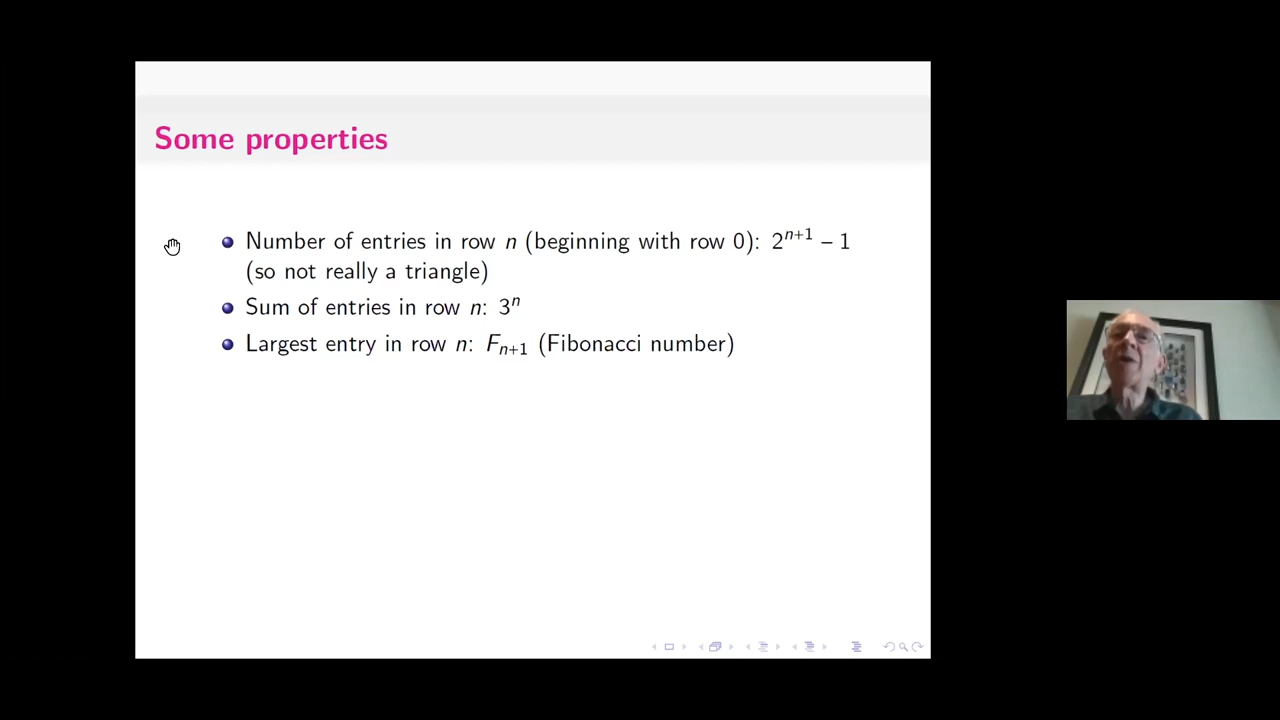 Some properties
Number of entries in row n (beginning with row 0): 2^{n+1} – 1
(so not really a triangle)
Sum of entries in row n: 3^n
Largest entry in row n: F_{n+1} (Fibonacci number)